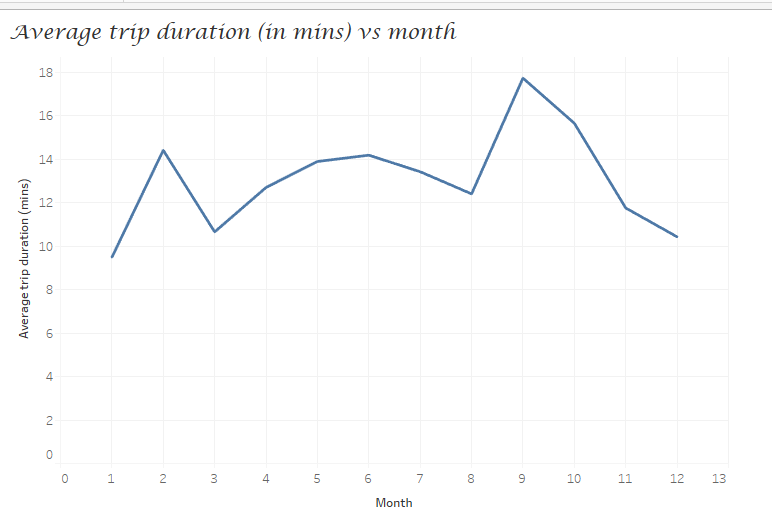 Average trip duration (in mins) vs month
18
16
14
12
10
8
6
4
2
0
Average trip duration (mins)
0 1 2 3 4 5 6 7 8 9 10 11 12 13
Month